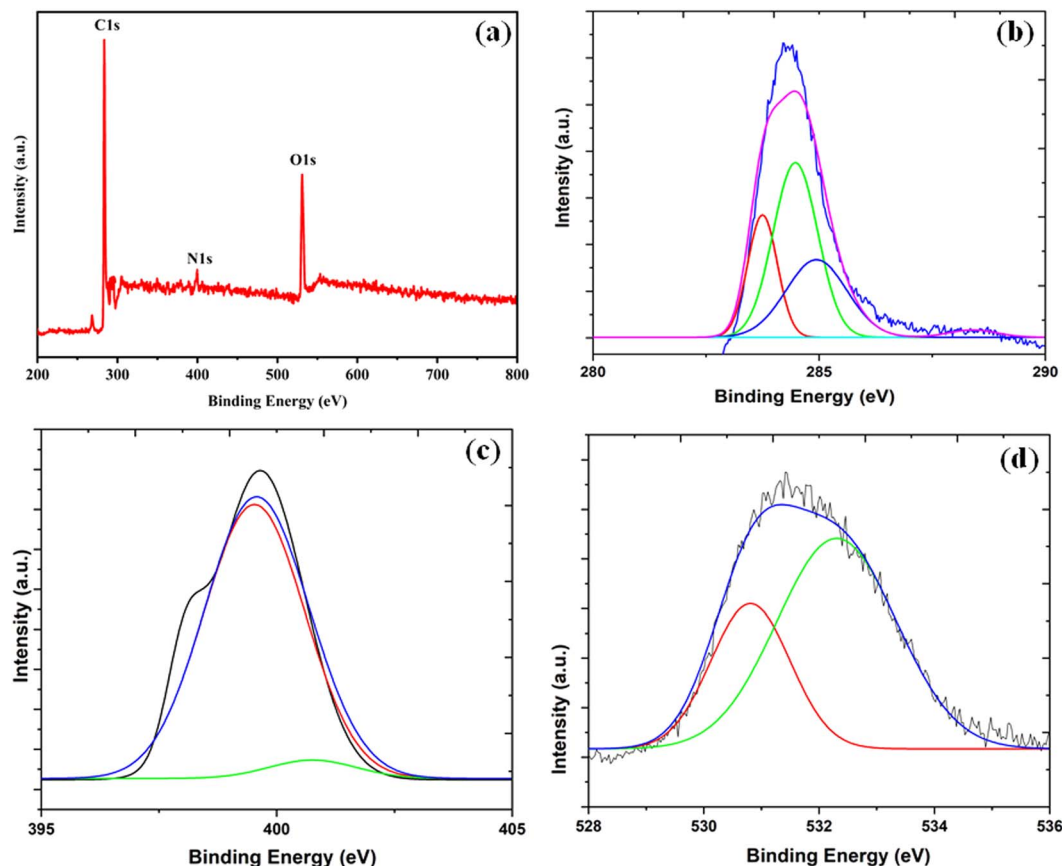 (a)
C1s
N1s
O1s
Intensity (a.u.)
200 300 400 500 600 700 800
Binding Energy (eV)
(b)
Intensity (a.u.)
280 285 290
Binding Energy (eV)
(c)
Intensity (a.u.)
395 400 405
Binding Energy (eV)
(d)
Intensity (a.u.)
528 530 532 534 536
Binding Energy (eV)